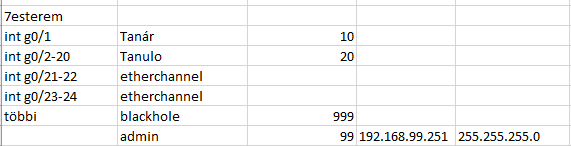 7esterem
int g0/1 Tanár 10
int g0/2-20 Tanulo 20
int g0/21-22 etherchannel
int g0/23-24 etherchannel
többi blackhole 999
admin 99 192.168.99.251 255.255.255.0